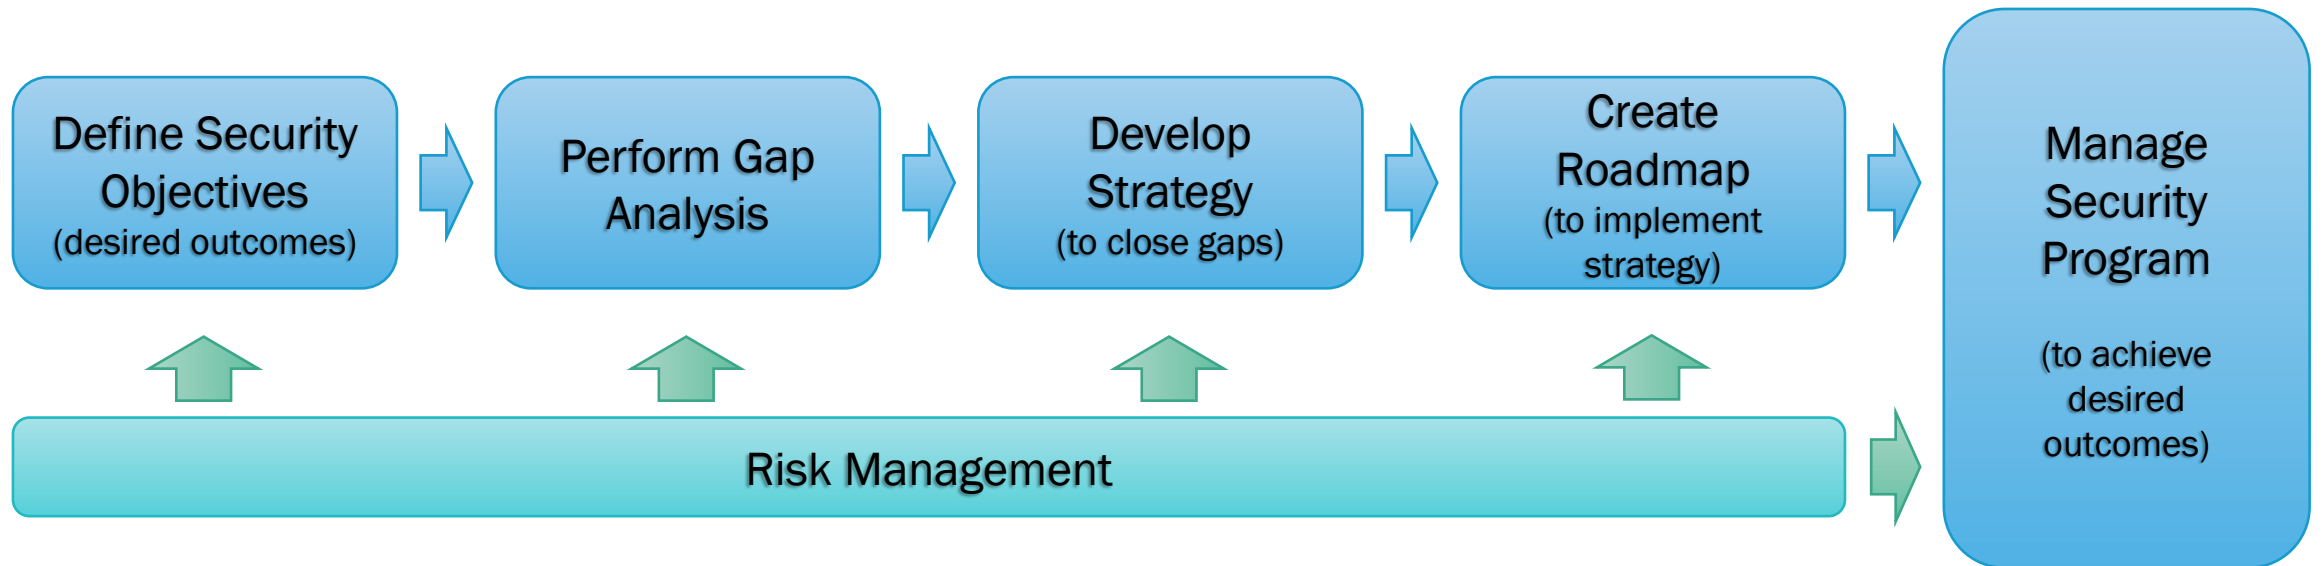 Define Security
Objectives
(desired outcomes)
Perform Gap
Analysis
Develop
Strategy
(to close gaps)
Create
Roadmap
(to implement
strategy)
Manage
Security
Program
(to achieve
desired
outcomes)
Risk Management